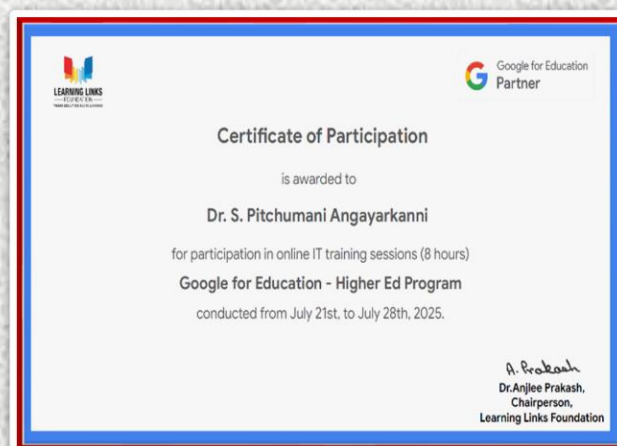 LEARNING LINKS
FOUNDATION
Google for Education
Partner
Certificate of Participation
is awarded to
Dr. S. Pitchumani Angayarkanni
for participation in online IT training sessions (8 hours)
Google for Education - Higher Ed Program
conducted from July 21st, to July 28th, 2025.
A. Prakash
Dr.Anjlee Prakash,
Chairperson,
Learning Links Foundation